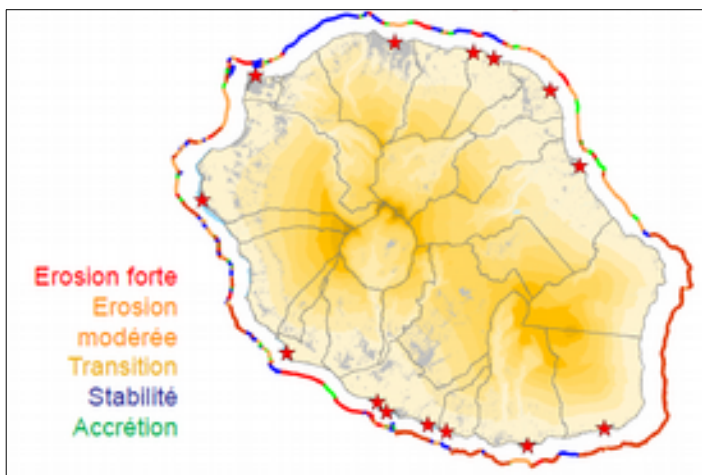 Erosion forte
Erosion
modérée
Transition
Stabilité
Accrétion